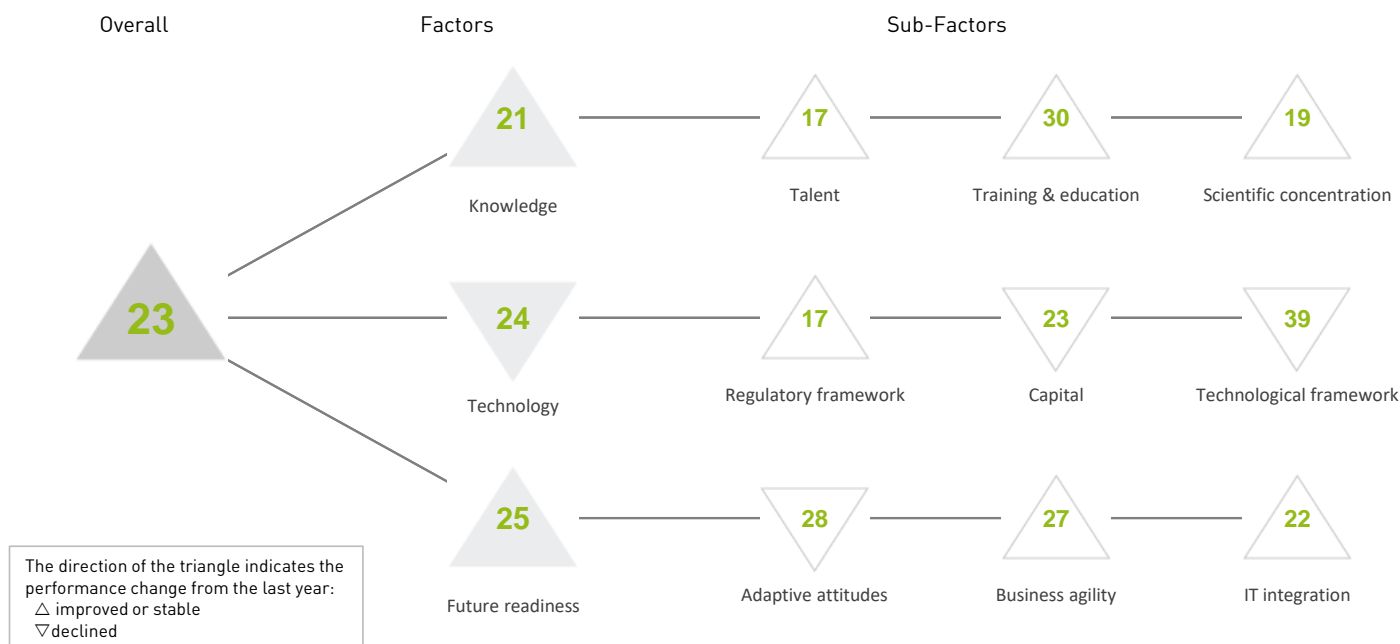 Overall
Factors
Sub-Factors
21
17
30
19
Knowledge
Talent
Training & education
Scientific concentration
23
24
17
23
39
Technology
Regulatory framework
Capital
Technological framework
25
28
27
22
Future readiness
Adaptive attitudes
Business agility
IT integration
The direction of the triangle indicates the
performance change from the last year:
△ improved or stable
▽declined